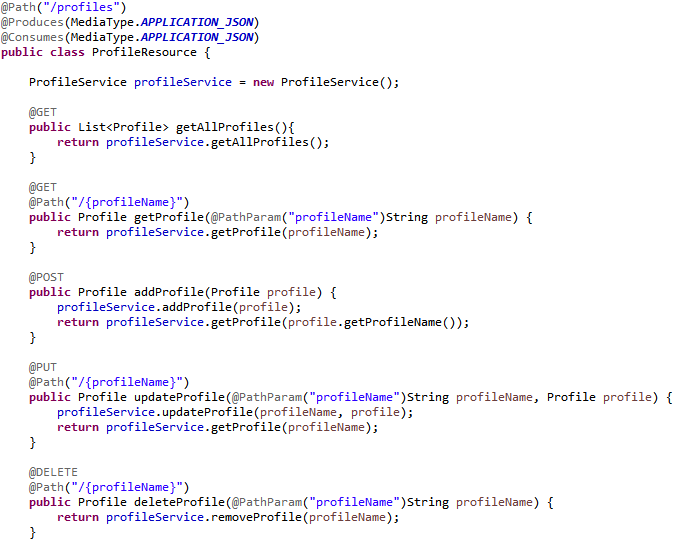 @Path("/profiles")
@Produces(MediaType.APPLICATION_JSON)
@Consumes(MediaType.APPLICATION_JSON)
public class ProfileResource {

    ProfileService profileService = new ProfileService();

    @GET
    public List<Profile> getAllProfiles(){
        return profileService.getAllProfiles();
    }

    @GET
    @Path("/{profileName}")
    public Profile getProfile(@PathParam("profileName")String profileName) {
        return profileService.getProfile(profileName);
    }

    @POST
    public Profile addProfile(Profile profile) {
        profileService.addProfile(profile);
        return profileService.getProfile(profile.getProfileName());
    }

    @PUT
    @Path("/{profileName}")
    public Profile updateProfile(@PathParam("profileName")String profileName, Profile profile) {
        profileService.updateProfile(profileName, profile);
        return profileService.getProfile(profileName);
    }

    @DELETE
    @Path("/{profileName}")
    public Profile deleteProfile(@PathParam("profileName")String profileName) {
        return profileService.removeProfile(profileName);
    }